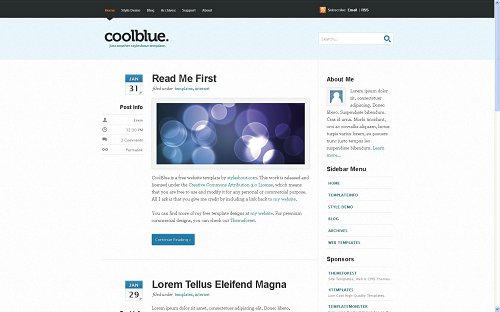 Home Style Demo Blog Archives Support About
Subscribe: Email | RSS
coolblue.
just another styleshout template.
Search...
JAN
31
Read Me First
filed under templates, internet
Post Info
Erwin
12:30 PM
2 Comments
Permalink
CoolBlue is a free website template by styleshout.com. This work is released and
licensed under the Creative Commons Attribution 3.0 License, which means
that you are free to use and modify it for any personal or commercial purpose.
All I ask is that you give me credit by including a link back to my website.
You can find more of my free template designs at my website. For premium
commercial designs, you can check out Themeforest.
Continue Reading
About Me
Lorem ipsum dolor
sit, consectetuer
adipiscing. Donec
libero. Suspendisse bibendum.
Cras id urna. Morbi tincidunt,
orci ac convallis aliquam, lectus
turpis varius lorem, eu posuere
nunc justo tempus leo
suspendisse bibendum. Learn
more...
Sidebar Menu
HOME
TEMPLATEINFO
STYLE DEMO
BLOG
ARCHIVES
WEB TEMPLATES
Sponsors
THEMEFOREST
Site Templates, Web & CMS Themes.
4TEMPLATES
Low Cost High Quality Templates.
TEMPLATEMONSTER
JAN
29
Lorem Tellus Eleifend Magna
filed under templates, internet
Lorem ipsum dolor sit amet, consectetuer adipiscing elit. Donec libero.